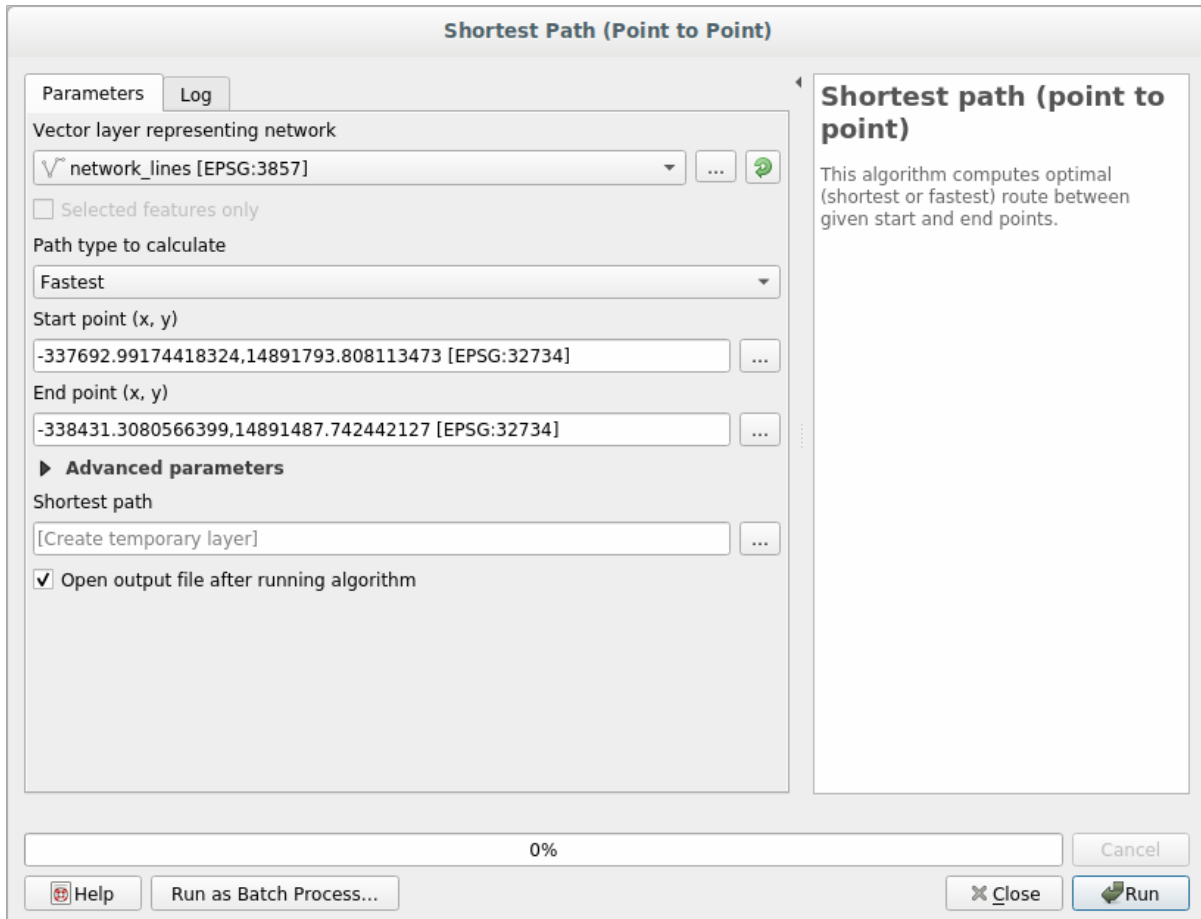 Shortest Path (Point to Point)
Parameters
Log
Vector layer representing network
network_lines [EPSG:3857]
...
Selected features only
Path type to calculate
Fastest
Start point (x, y)
-337692.99174418324,14891793.808113473 [EPSG:32734]
...
End point (x, y)
-338431.3080566399,14891487.742442127 [EPSG:32734]
...
Advanced parameters
Shortest path
[Create temporary layer]
...
Open output file after running algorithm
Shortest path (point to
point)
This algorithm computes optimal
(shortest or fastest) route between
given start and end points.
0%
Cancel
Help
Run as Batch Process...
Close
Run